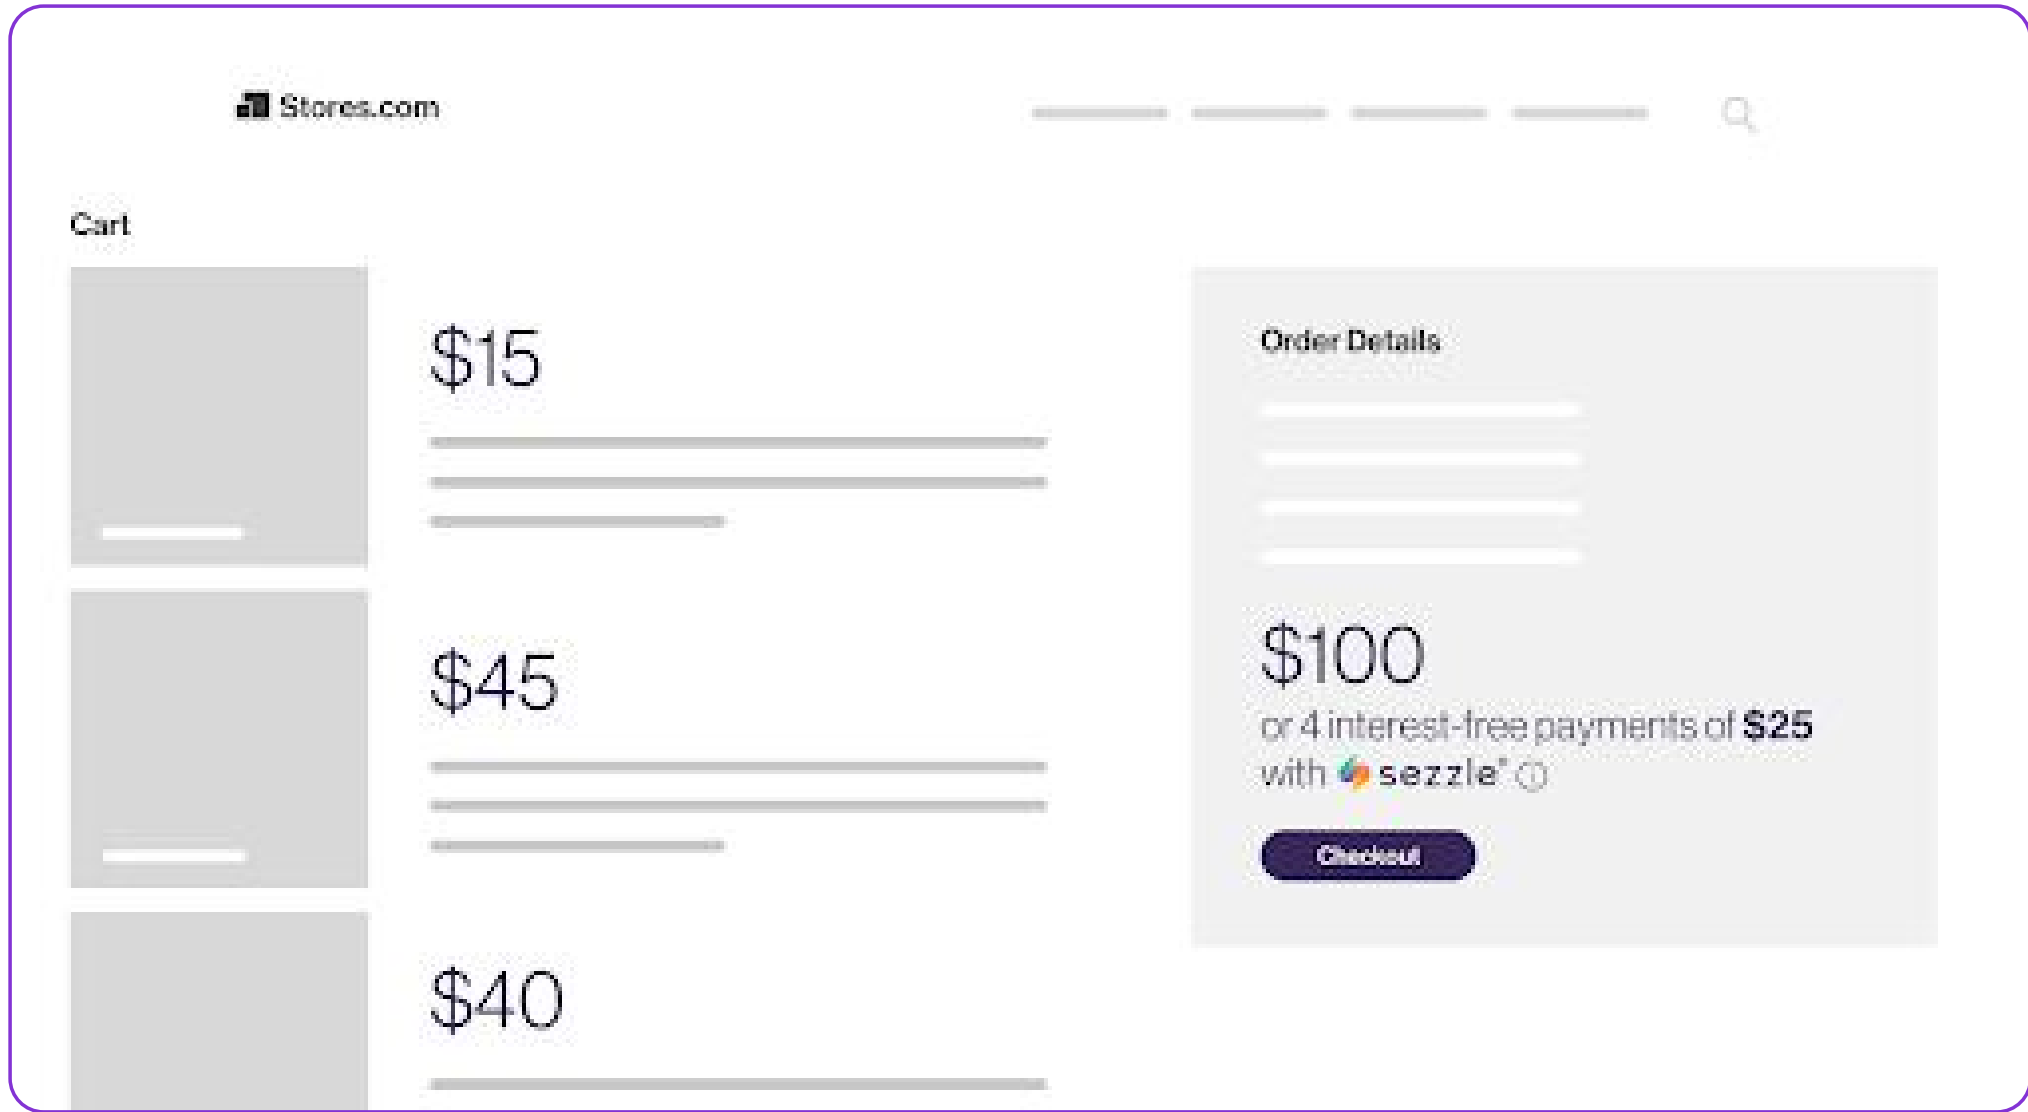 Stores.com
Cart
$15
$45
$40
Order Details
$100
or 4 interest-free payments of $25
with sezzle
Checkout